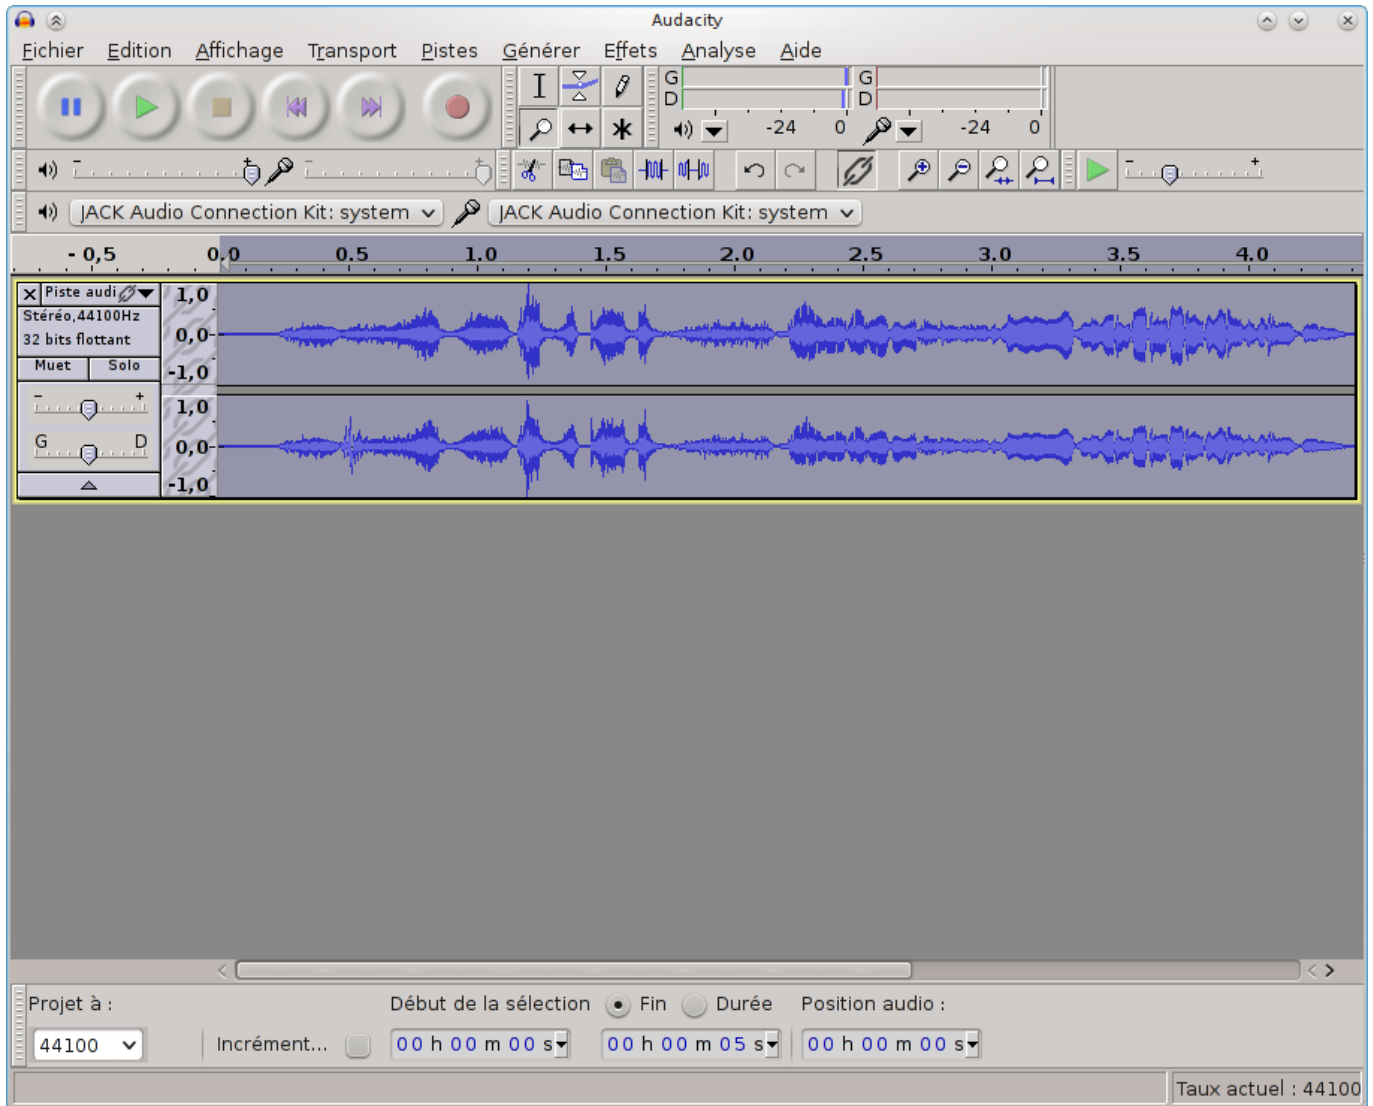 Audacity
Fichier Edition Affichage Transport Pistes Générer Effets Analyse Aide
G G
D D
-24 0 -24 0
- + - + - +
JACK Audio Connection Kit: system JACK Audio Connection Kit: system
- 0,5 0,0 0.5 1.0 1.5 2.0 2.5 3.0 3.5 4.0
Piste audi 1,0
Stéréo,44100Hz
32 bits flottant 0,0-
Muet Solo -1,0
- + 1,0
G D 0,0-
-1,0
Projet à : Début de la sélection Fin Durée Position audio :
44100 Incrément... 00 h 00 m 00 s 00 h 00 m 05 s 00 h 00 m 00 s
Taux actuel : 44100